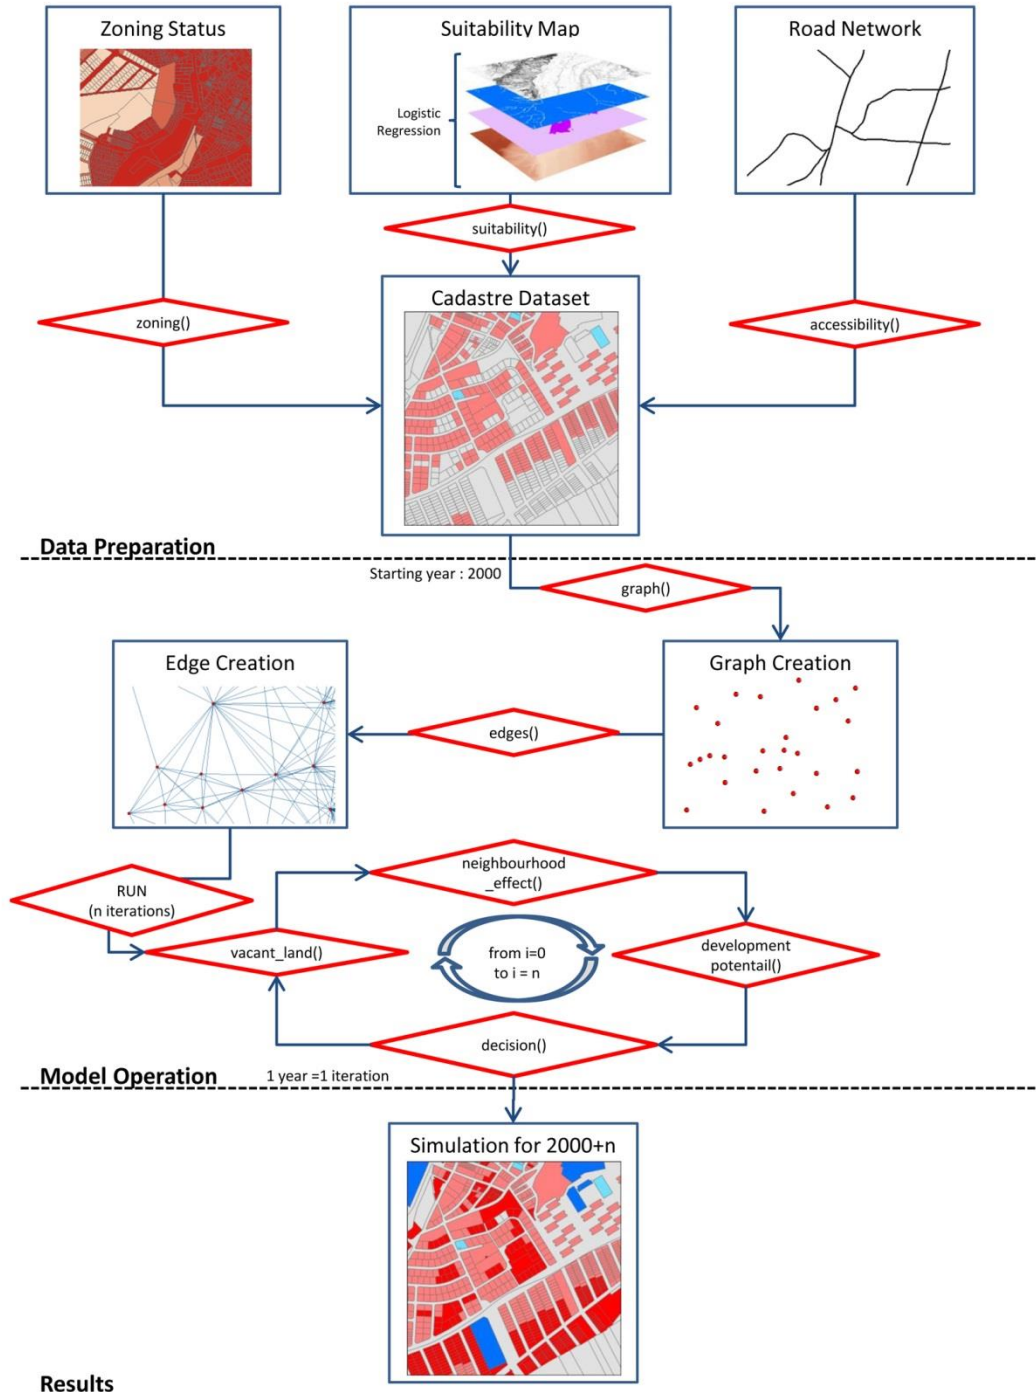 Zoning Status
Suitability Map
Road Network
Logistic
Regression
suitability()
zoning()
Cadastre Dataset
accessibility()
Data Preparation
Starting year : 2000
graph()
Edge Creation
Graph Creation
edges()
RUN
(n iterations)
neighbourhood
_effect()
vacant_land()
from i=0
to i = n
development
potentail()
decision()
Model Operation
1 year =1 iteration
Simulation for 2000+n
Results